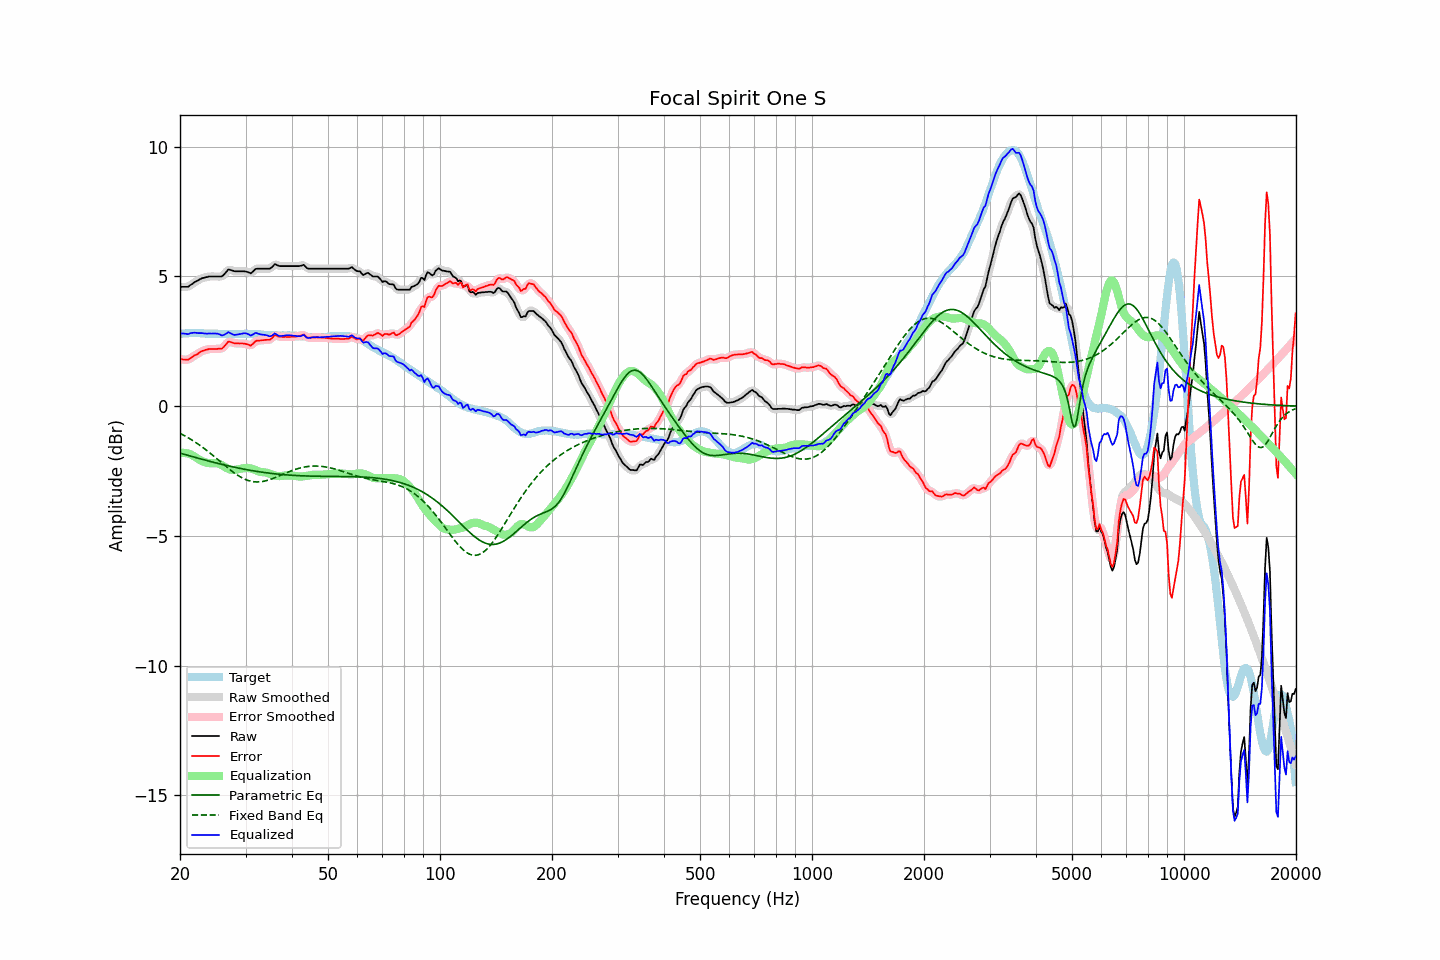 Focal Spirit One S
Amplitude (dBr)
10
5
0
−5
−10
−15
Target
Raw Smoothed
Error Smoothed
Raw
Error
Equalization
Parametric Eq
Fixed Band Eq
Equalized
20 50 100 200 500 1000 2000 5000 10000 20000
Frequency (Hz)